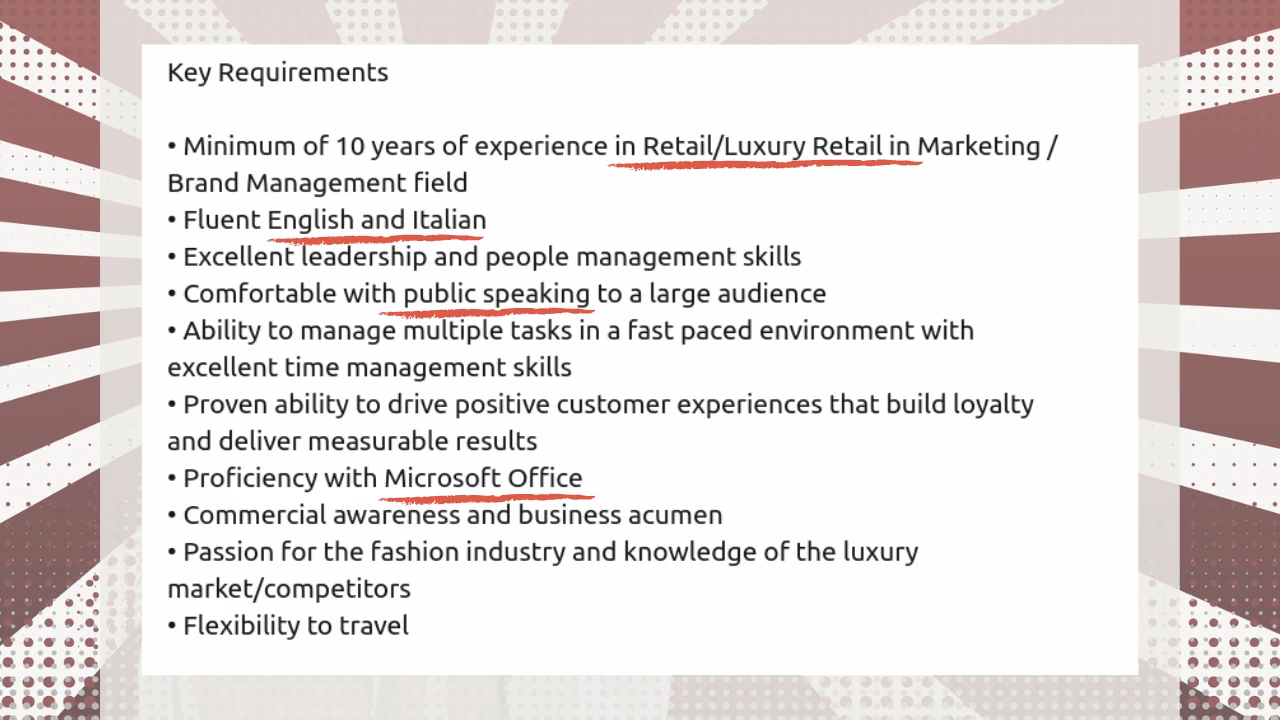 Key Requirements
• Minimum of 10 years of experience in Retail/Luxury Retail in Marketing /
Brand Management field
• Fluent English and Italian
• Excellent leadership and people management skills
• Comfortable with public speaking to a large audience
• Ability to manage multiple tasks in a fast paced environment with
excellent time management skills
• Proven ability to drive positive customer experiences that build loyalty
and deliver measurable results
• Proficiency with Microsoft Office
• Commercial awareness and business acumen
• Passion for the fashion industry and knowledge of the luxury
market/competitors
• Flexibility to travel